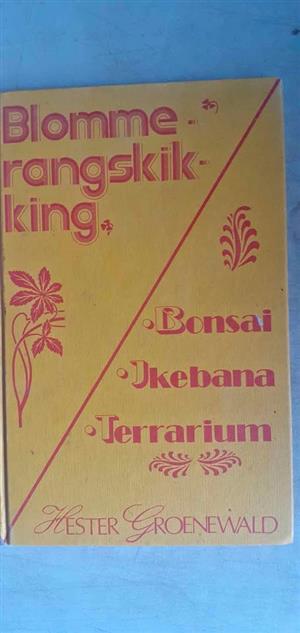 Blomme-
rangskik-
king
• Bonsai
• Ikebana
• Terrarium
HESTER GROENEWALD